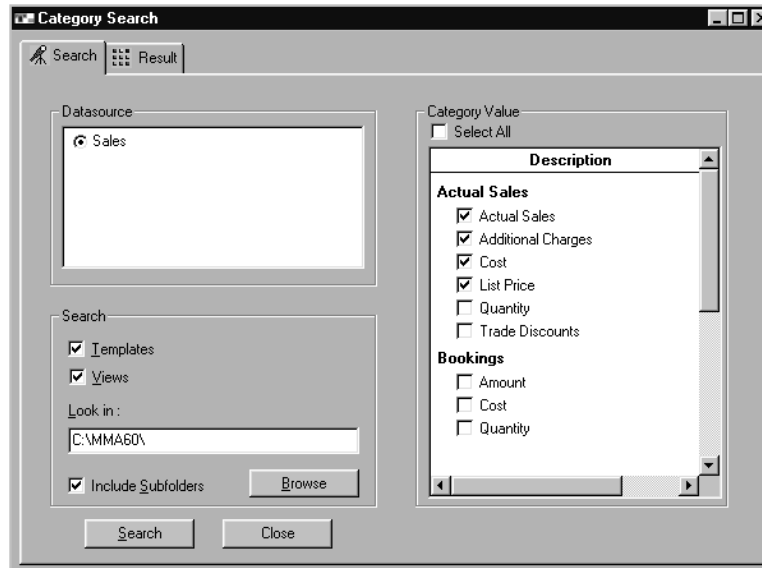 Category Search
Search
Result
Datasource
Sales
Search
Templates
Views
Look in :
C:\MMA60\
Include Subfolders
Browse
Search
Close
Category Value
Select All
Description
Actual Sales
Actual Sales
Additional Charges
Cost
List Price
Quantity
Trade Discounts
Bookings
Amount
Cost
Quantity